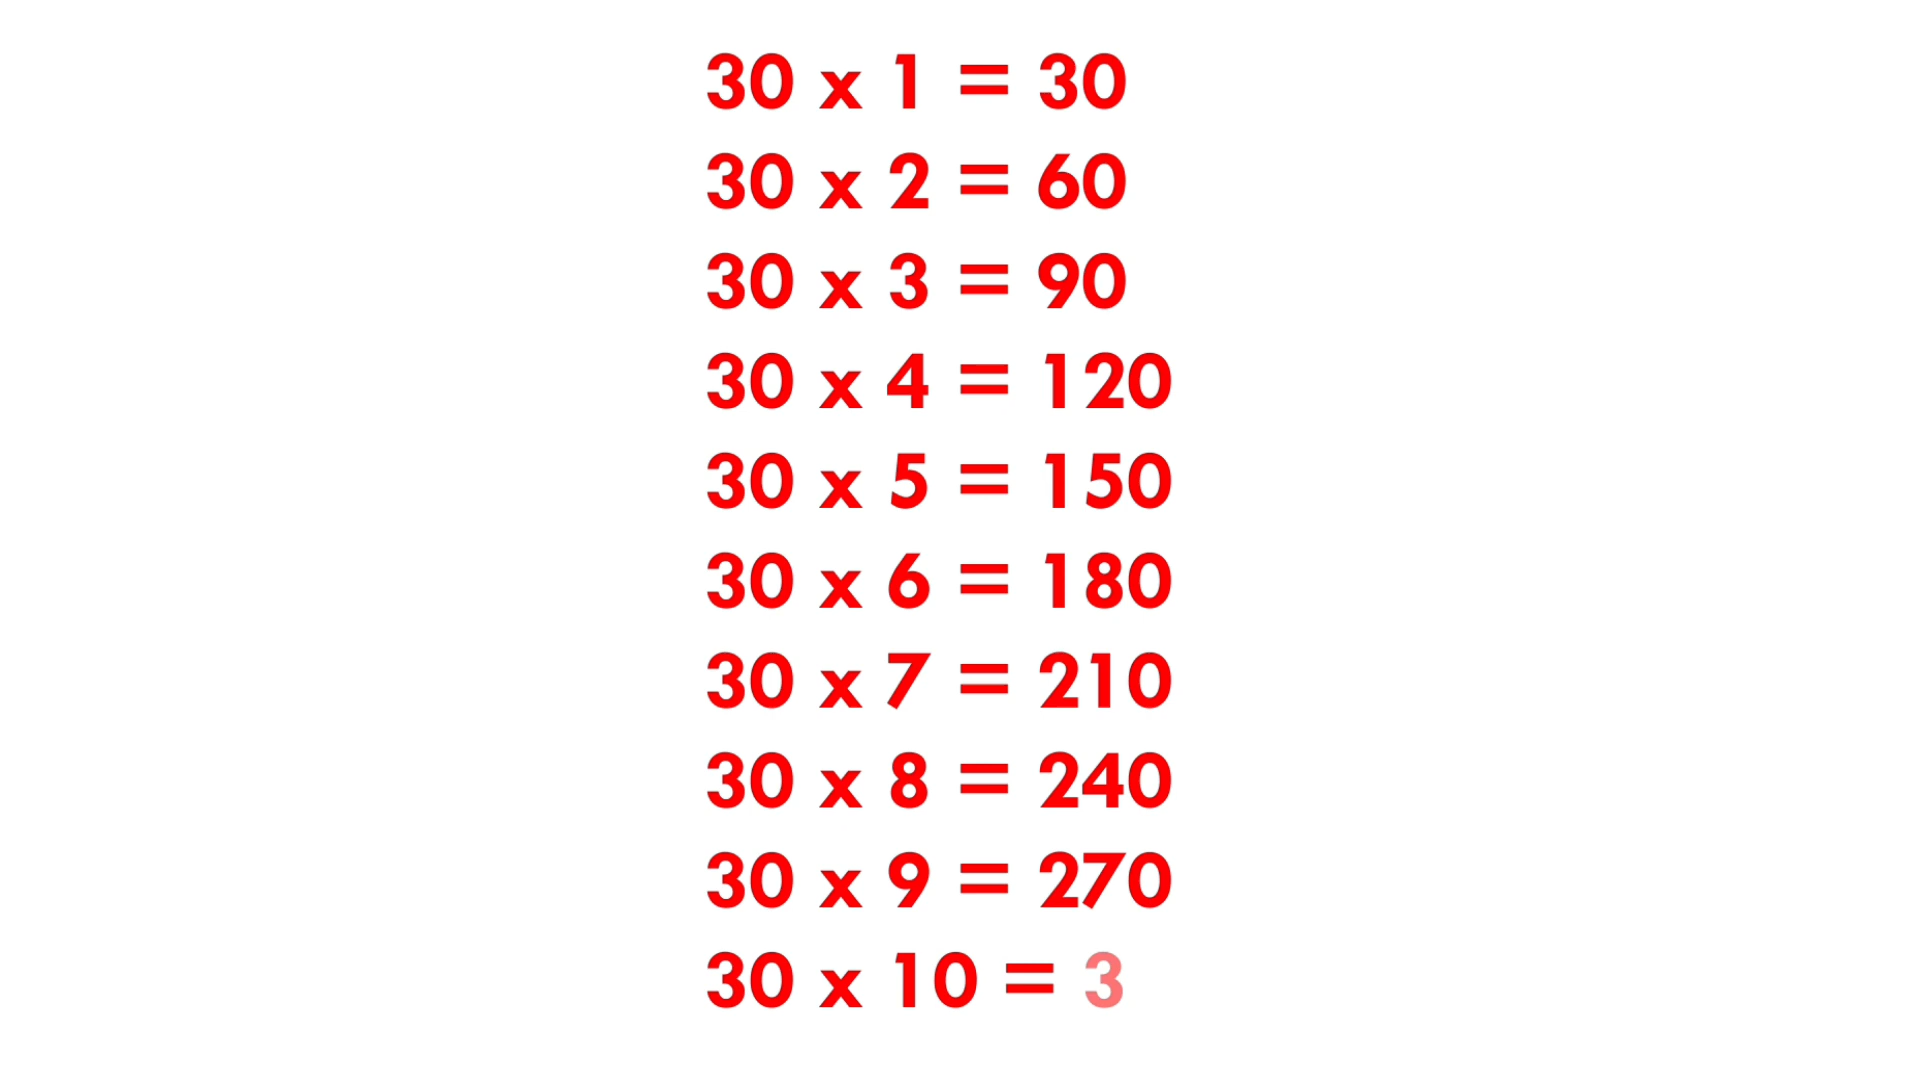 30 x 1 = 30
30 x 2 = 60
30 x 3 = 90
30 x 4 = 120
30 x 5 = 150
30 x 6 = 180
30 x 7 = 210
30 x 8 = 240
30 x 9 = 270
30 x 10 = 3